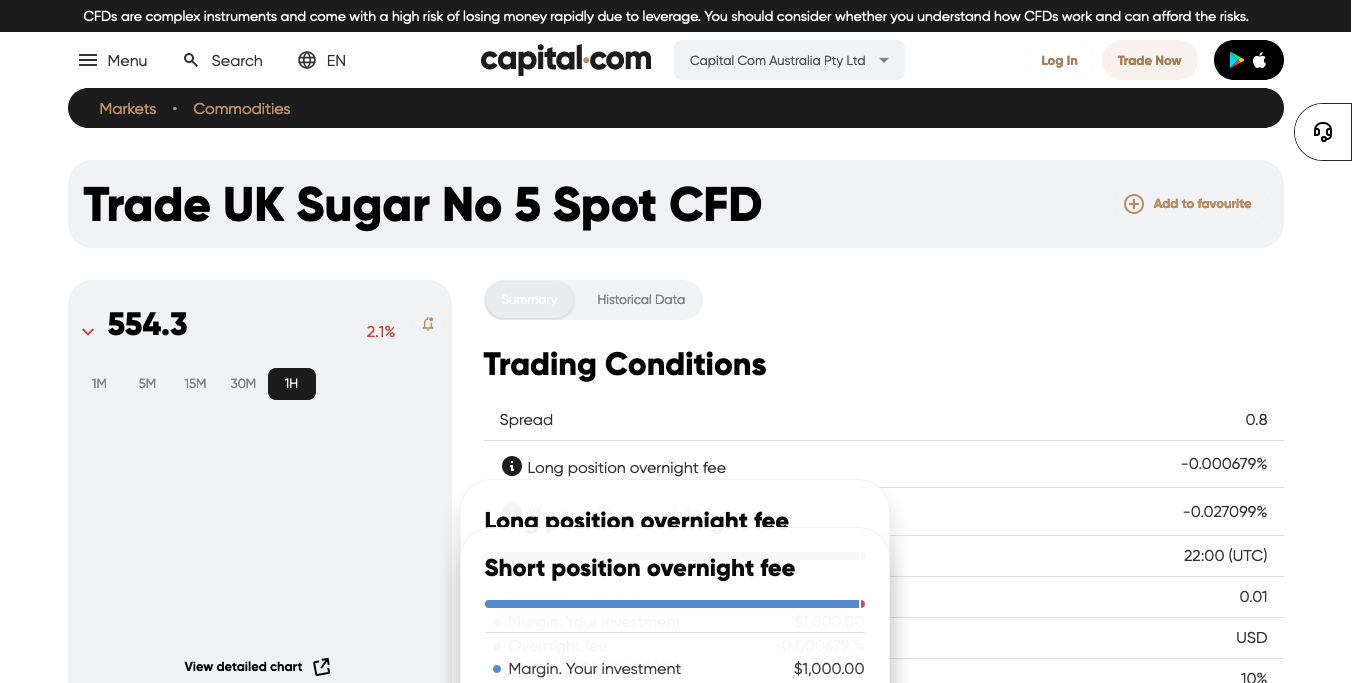 CFDs are complex instruments and come with a high risk of losing money rapidly due to leverage. You should consider whether you understand how CFDs work and can afford the risks.
Menu Search EN capital.com Capital Com Australia Pty Ltd Log In Trade Now
Markets • Commodities
Trade UK Sugar No 5 Spot CFD Add to favourite
554.3 2.1%
1M 5M 15M 30M 1H
View detailed chart
Summary Historical Data
Trading Conditions
Spread 0.8
Long position overnight fee -0.000679%
-0.027099%
22:00 (UTC)
0.01
USD
10%
Long position overnight fee
Short position overnight fee
Margin. Your investment $1,000.00
Overnight fee -0.000679 %
Margin. Your investment $1,000.00